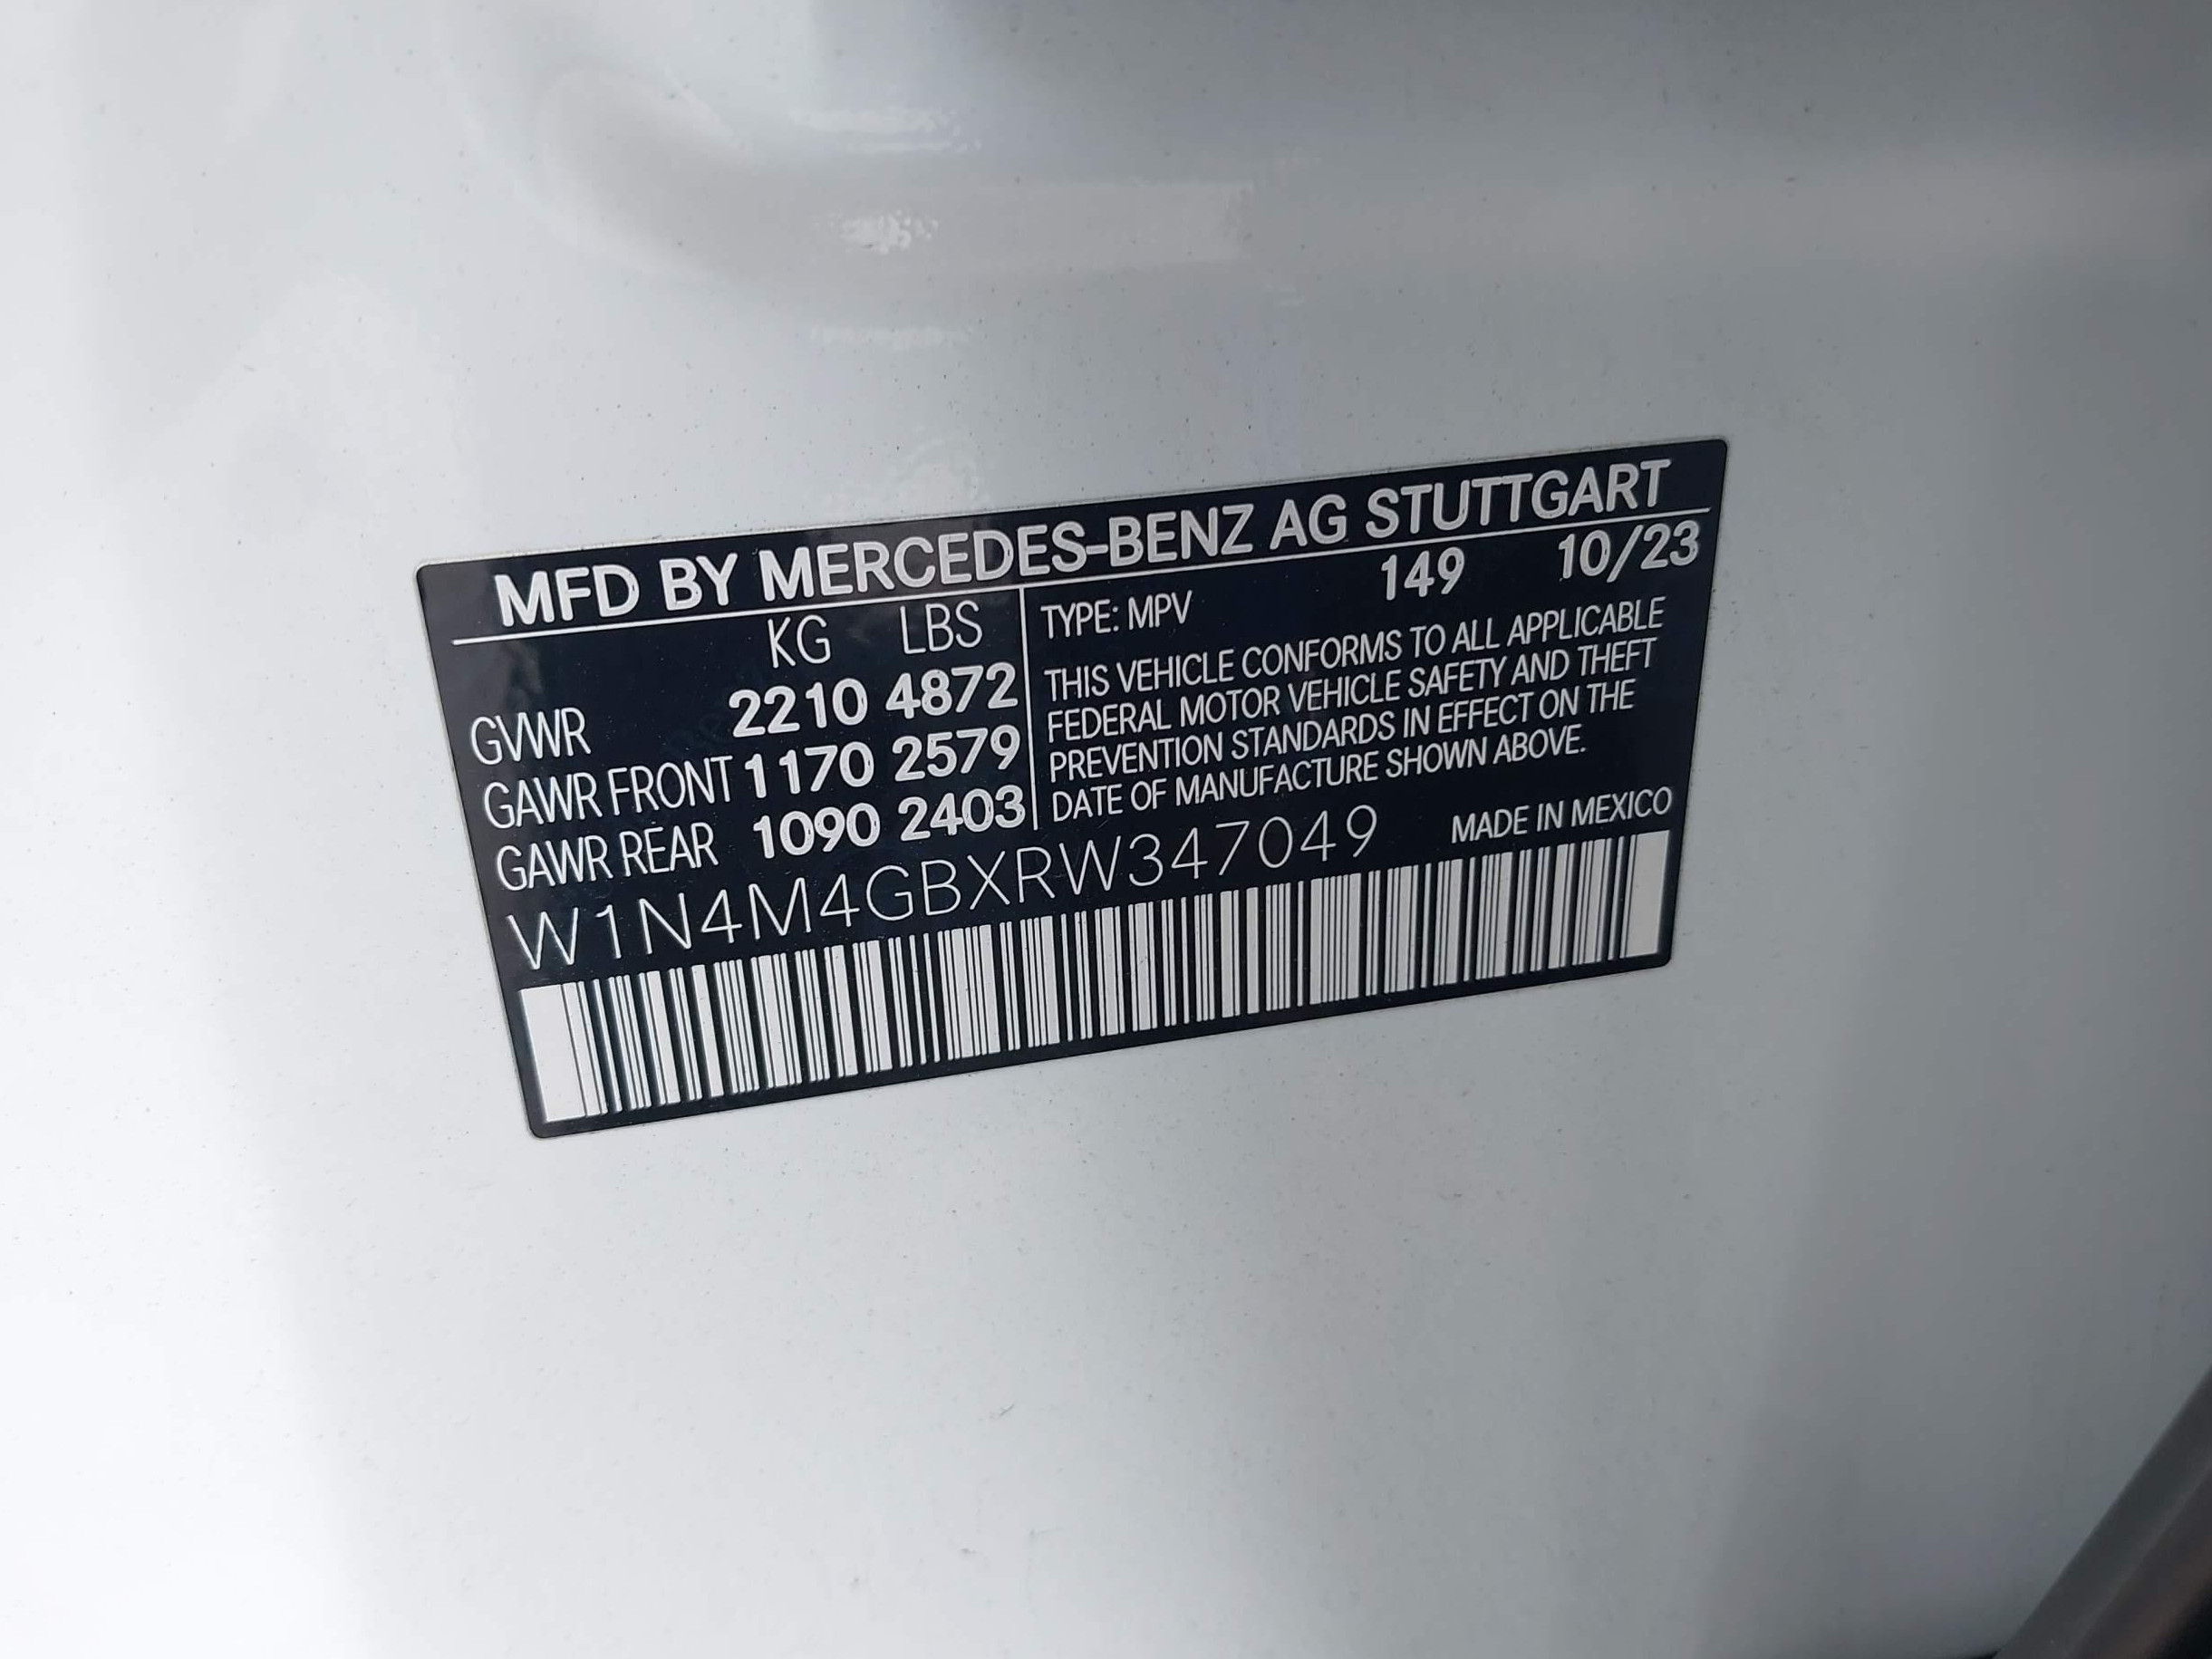 MFD BY MERCEDES-BENZ AG STUTTGART
KG LBS
GVWR 2210 4872
GAWR FRONT 1170 2579
GAWR REAR 1090 2403
TYPE: MPV 149 10/23
THIS VEHICLE CONFORMS TO ALL APPLICABLE
FEDERAL MOTOR VEHICLE SAFETY AND THEFT
PREVENTION STANDARDS IN EFFECT ON THE
DATE OF MANUFACTURE SHOWN ABOVE.
W1N4M4GBXRW347049 MADE IN MEXICO